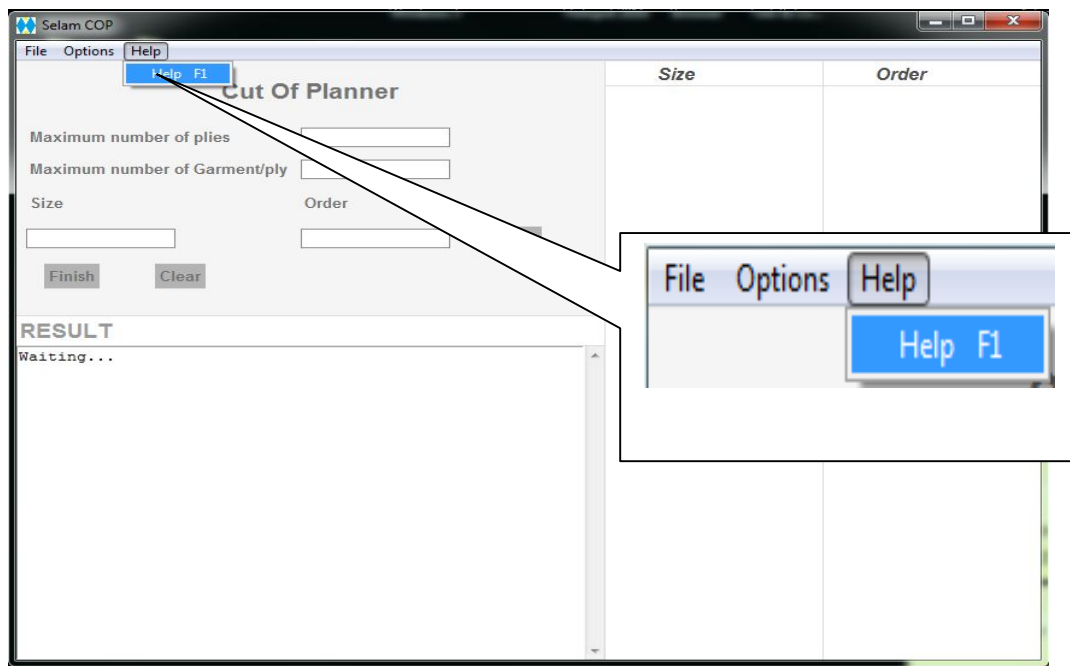 Selam COP
File Options Help
Help F1
Cut Of Planner
Size Order
Maximum number of plies
Maximum number of Garment/ply
Size Order
Finish Clear
RESULT
Waiting...
File Options Help
Help F1